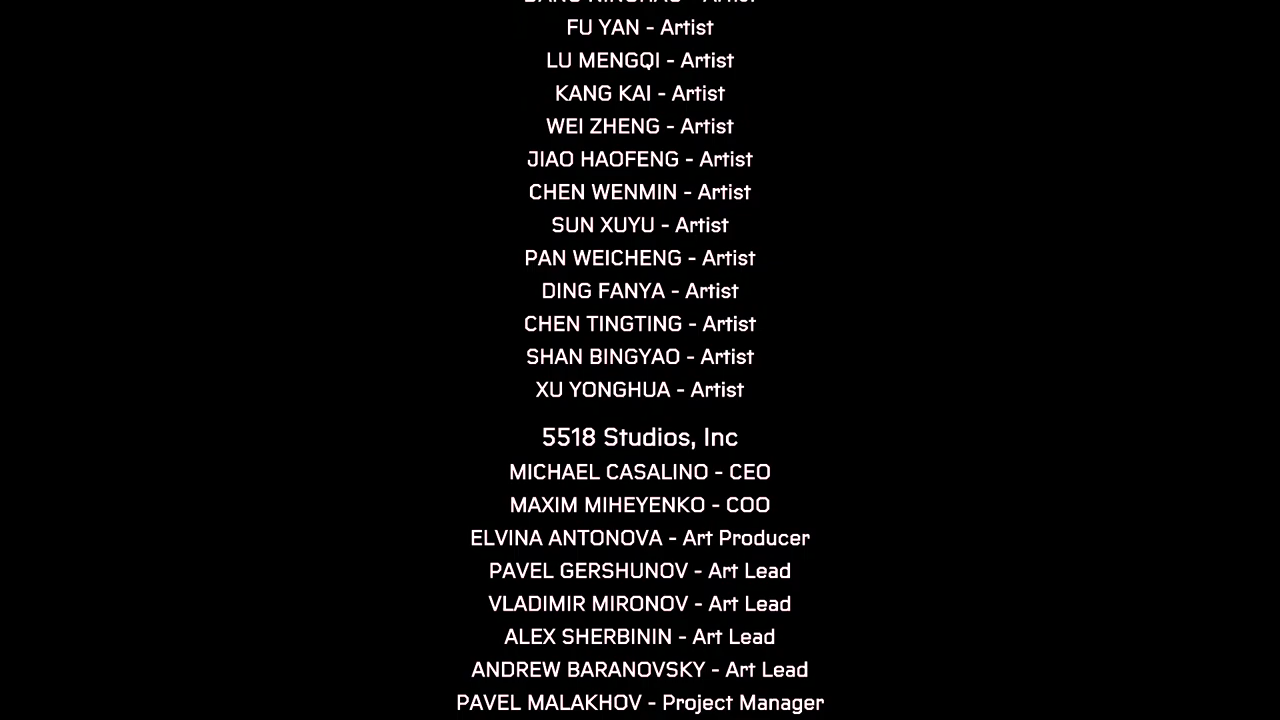 FU YAN - Artist
LU MENGQI - Artist
KANG KAI - Artist
WEI ZHENG - Artist
JIAO HAOFENG - Artist
CHEN WENMIN - Artist
SUN XUYU - Artist
PAN WEICHENG - Artist
DING FANYA - Artist
CHEN TINGTING - Artist
SHAN BINGYAO - Artist
XU YONGHUA - Artist
5518 Studios, Inc
MICHAEL CASALINO - CEO
MAXIM MIHEYENKO - COO
ELVINA ANTONOVA - Art Producer
PAVEL GERSHUNOV - Art Lead
VLADIMIR MIRONOV - Art Lead
ALEX SHERBININ - Art Lead
ANDREW BARANOVSKY - Art Lead
PAVEL MALAKHOV - Project Manager